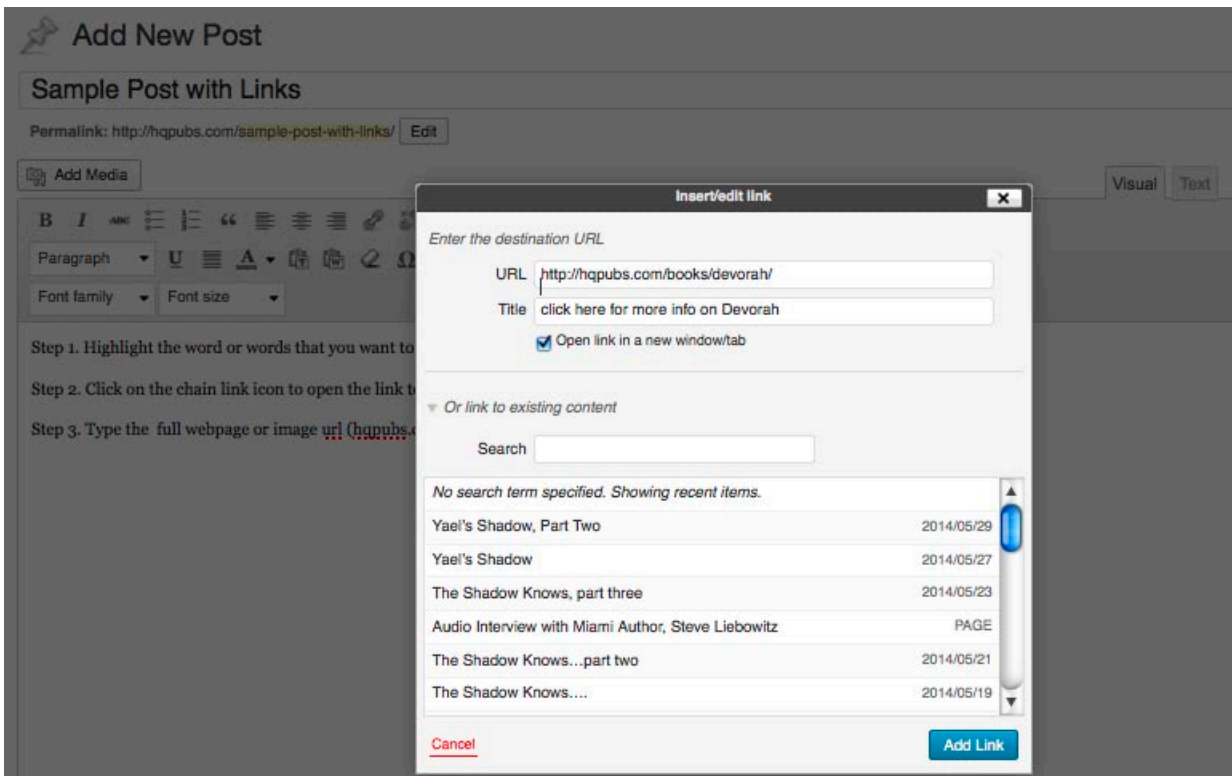 Add New Post
Sample Post with Links
Permalink: http://hqpubs.com/sample-post-with-links/ Edit
Add Media
Visual Text
B I ABC
Paragraph U A Ω
Font family Font size
Step 1. Highlight the word or words that you want to
Step 2. Click on the chain link icon to open the link t
Step 3. Type the full webpage or image url (hqpubs.c
Insert/edit link
Enter the destination URL
URL http://hqpubs.com/books/devorah/
Title click here for more info on Devorah
Open link in a new window/tab
Or link to existing content
Search
No search term specified. Showing recent items.
Yael's Shadow, Part Two 2014/05/29
Yael's Shadow 2014/05/27
The Shadow Knows, part three 2014/05/23
Audio Interview with Miami Author, Steve Liebowitz PAGE
The Shadow Knows...part two 2014/05/21
The Shadow Knows.... 2014/05/19
Cancel Add Link